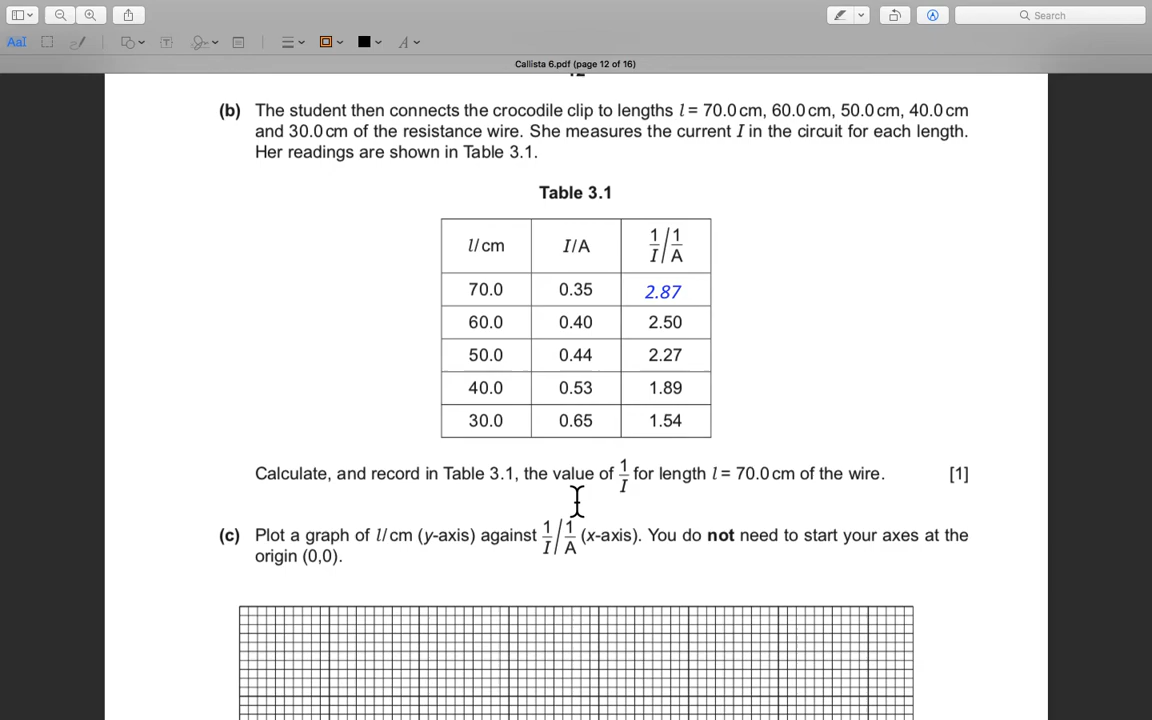 Search
AaI
A
Callista 6.pdf (page 12 of 16)
(b) The student then connects the crocodile clip to lengths l = 70.0 cm, 60.0 cm, 50.0 cm, 40.0 cm
and 30.0 cm of the resistance wire. She measures the current I in the circuit for each length.
Her readings are shown in Table 3.1.
Table 3.1
l/cm I/A 1/I / 1/A
70.0 0.35 2.87
60.0 0.40 2.50
50.0 0.44 2.27
40.0 0.53 1.89
30.0 0.65 1.54
Calculate, and record in Table 3.1, the value of 1/I for length l = 70.0 cm of the wire. [1]
(c) Plot a graph of l/cm (y-axis) against 1/I / 1/A (x-axis). You do not need to start your axes at the
origin (0,0).